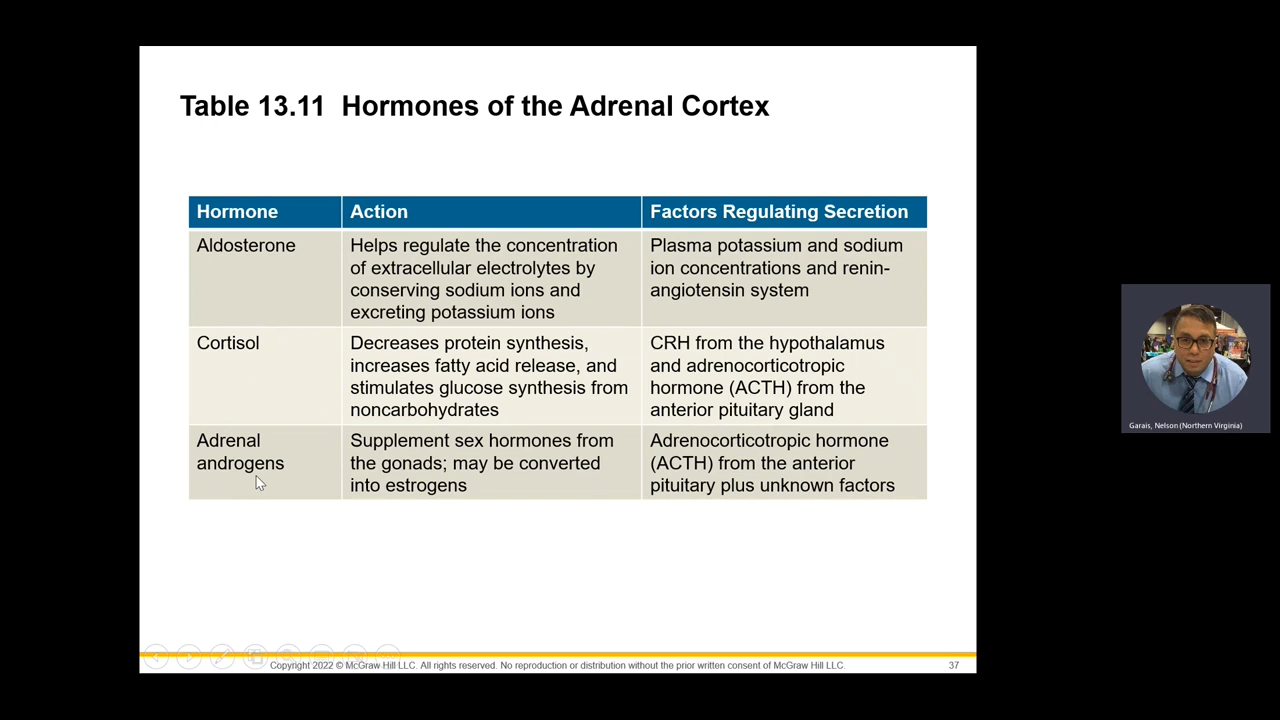 Table 13.11 Hormones of the Adrenal Cortex
Hormone
Action
Factors Regulating Secretion
Aldosterone
Helps regulate the concentration
of extracellular electrolytes by
conserving sodium ions and
excreting potassium ions
Plasma potassium and sodium
ion concentrations and renin-
angiotensin system
Cortisol
Decreases protein synthesis,
increases fatty acid release, and
stimulates glucose synthesis from
noncarbohydrates
CRH from the hypothalamus
and adrenocorticotropic
hormone (ACTH) from the
anterior pituitary gland
Adrenal
androgens
Supplement sex hormones from
the gonads; may be converted
into estrogens
Adrenocorticotropic hormone
(ACTH) from the anterior
pituitary plus unknown factors
Garais, Nelson (Northern Virginia)
Copyright 2022 © McGraw Hill LLC. All rights reserved. No reproduction or distribution without the prior written consent of McGraw Hill LLC.
37